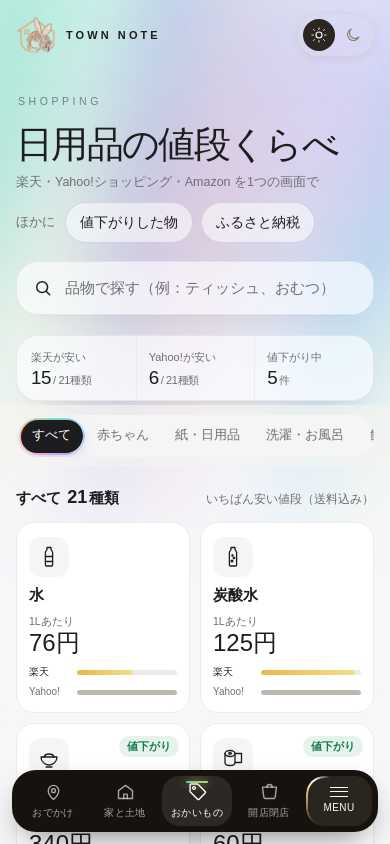 TOWN NOTE
SHOPPING
日用品の値段くらべ
楽天・Yahoo!ショッピング・Amazon を1つの画面で
ほかに 値下がりした物 ふるさと納税
品物で探す（例：ティッシュ、おむつ）
楽天が安い Yahoo!が安い 値下がり中
15 / 21種類 6 / 21種類 5 件
すべて 赤ちゃん 紙・日用品 洗濯・お風呂
すべて 21種類 いちばん安い値段（送料込み）
水 炭酸水
1Lあたり 1Lあたり
76円 125円
楽天 楽天
Yahoo! Yahoo!
値下がり 値下がり
おでかけ 家と土地 おかいもの 開店閉店 MENU
340円 60円